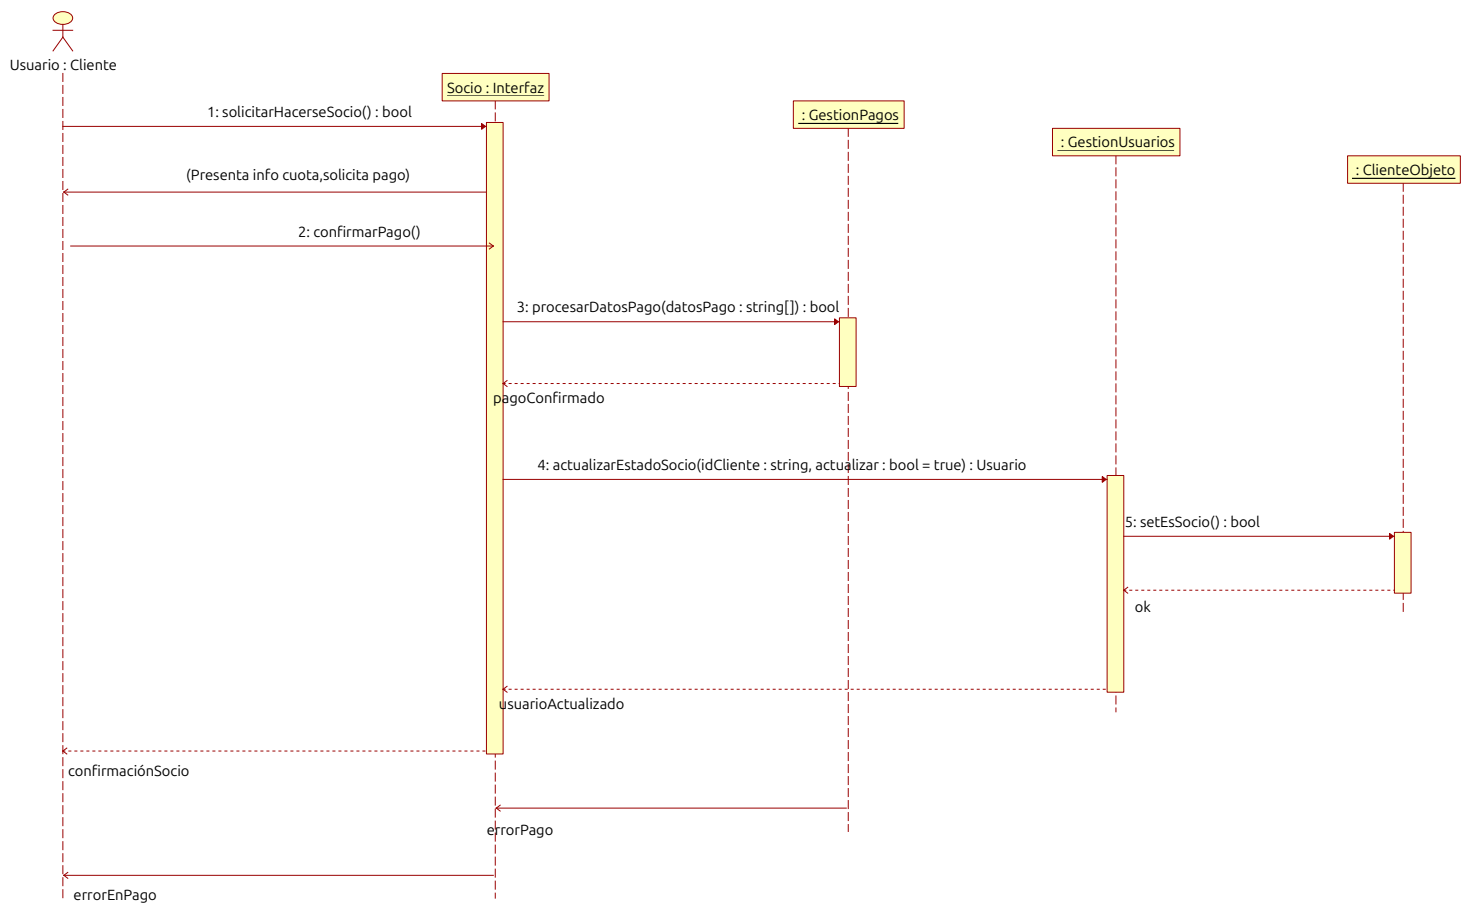 Usuario : Cliente
Socio : Interfaz
: GestionPagos
: GestionUsuarios
: ClienteObjeto
1: solicitarHacerseSocio() : bool
(Presenta info cuota,solicita pago)
2: confirmarPago()
3: procesarDatosPago(datosPago : string[]) : bool
pagoConfirmado
4: actualizarEstadoSocio(idCliente : string, actualizar : bool = true) : Usuario
5: setEsSocio() : bool
ok
usuarioActualizado
confirmaciónSocio
errorPago
errorEnPago